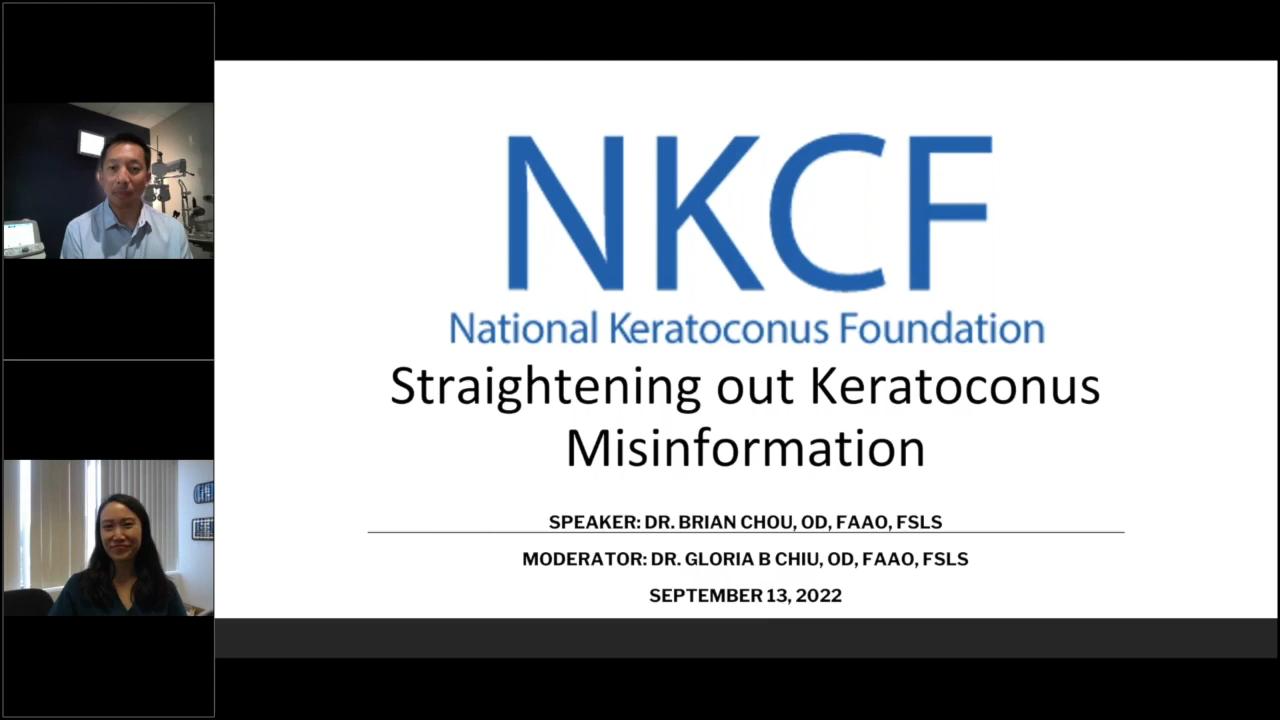 NKCF
National Keratoconus Foundation
Straightening out Keratoconus
Misinformation
SPEAKER: DR. BRIAN CHOU, OD, FAAO, FSLS
MODERATOR: DR. GLORIA B CHIU, OD, FAAO, FSLS
SEPTEMBER 13, 2022